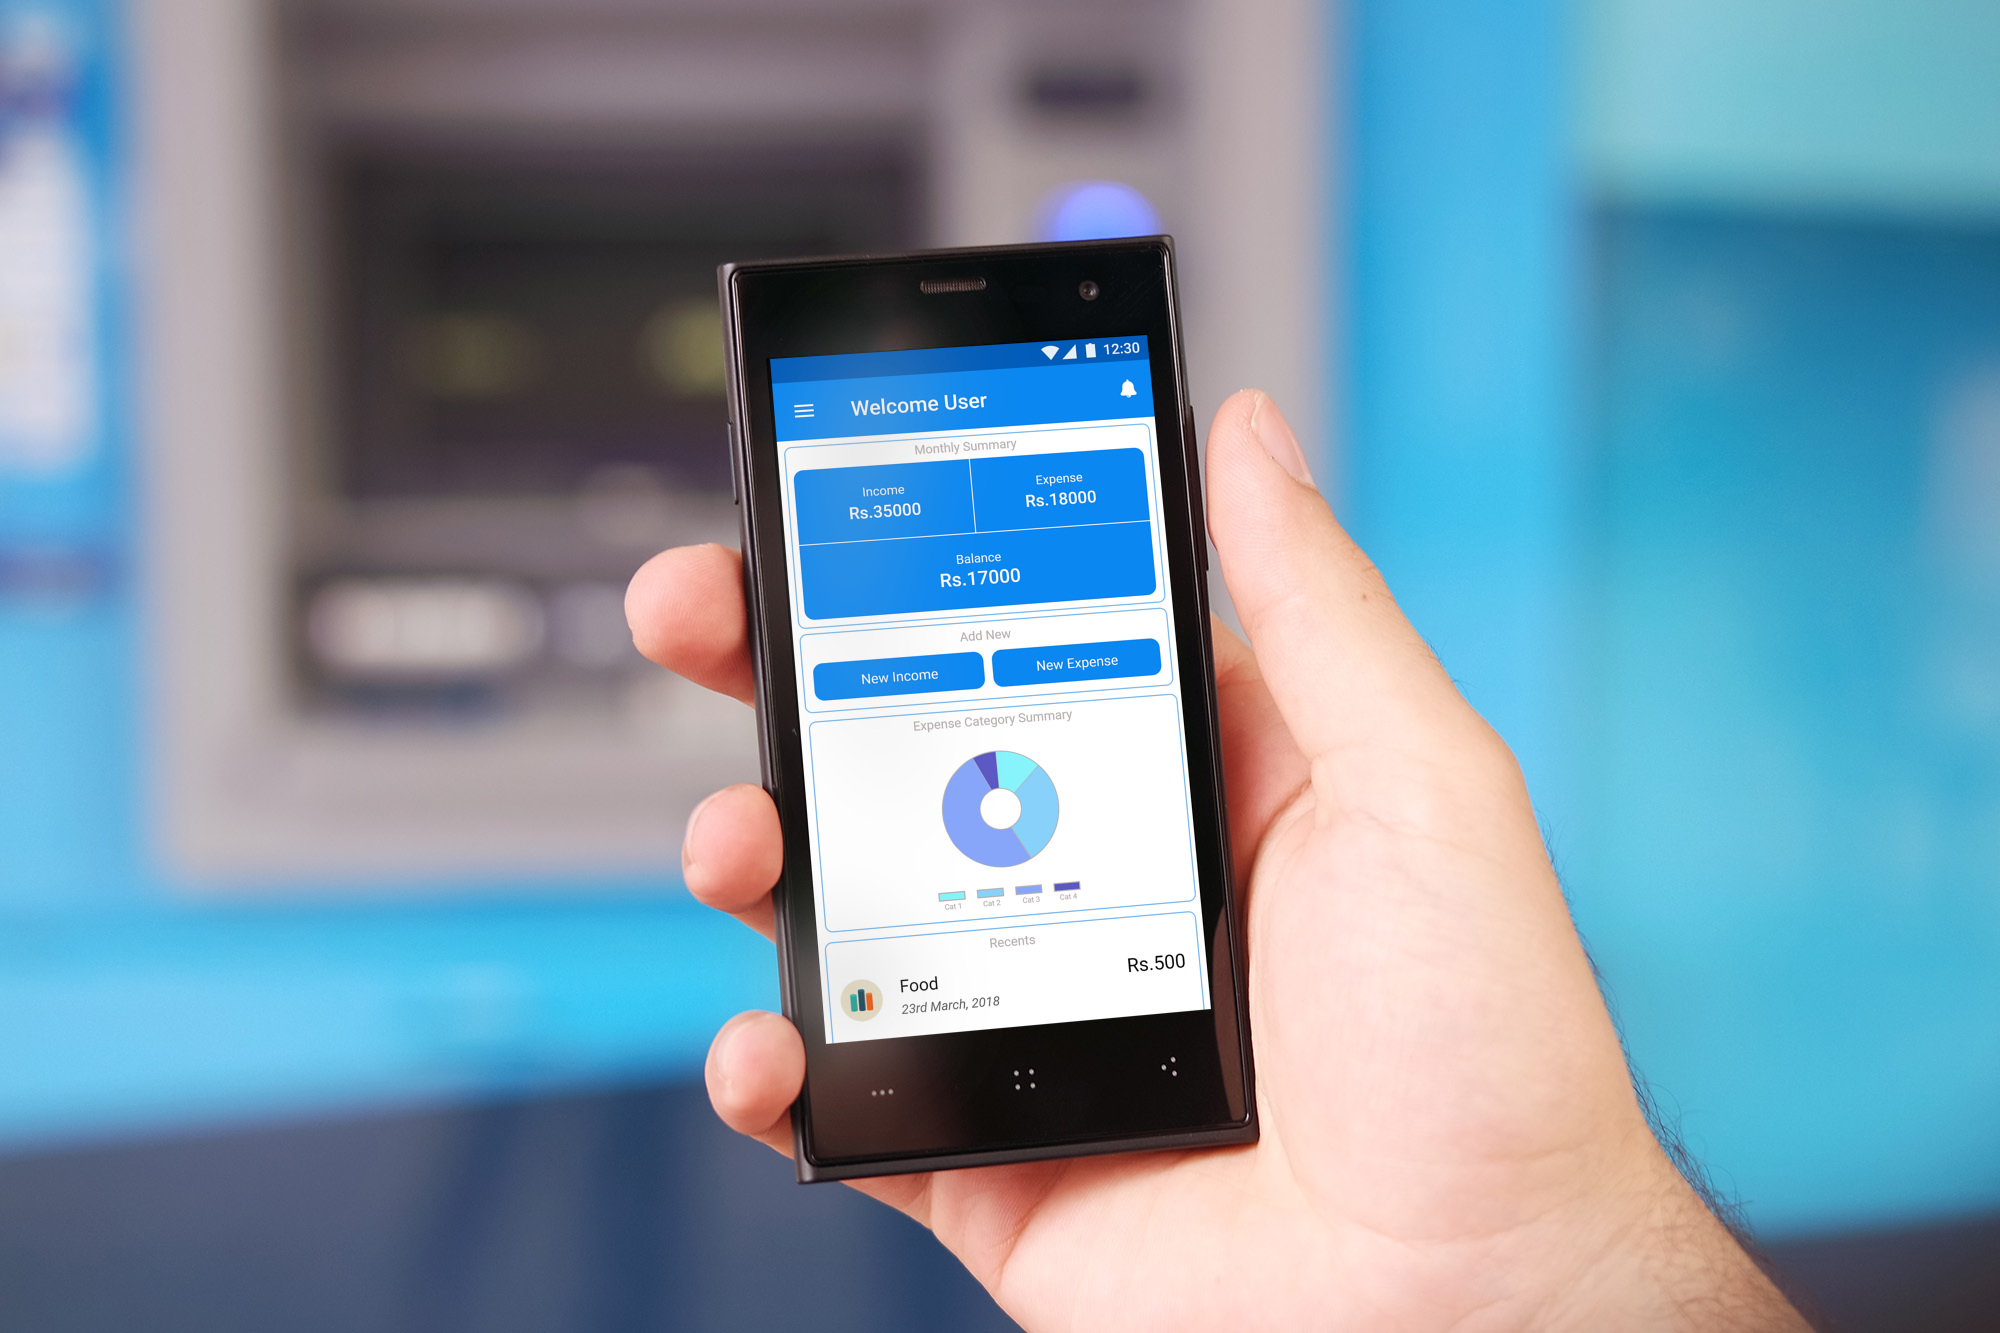 12:30
Welcome User
Monthly Summary
Income
Rs.35000
Expense
Rs.18000
Balance
Rs.17000
Add New
New Income
New Expense
Expense Category Summary
Cat 1
Cat 2
Cat 3
Cat 4
Recents
Food
Rs.500
23rd March, 2018